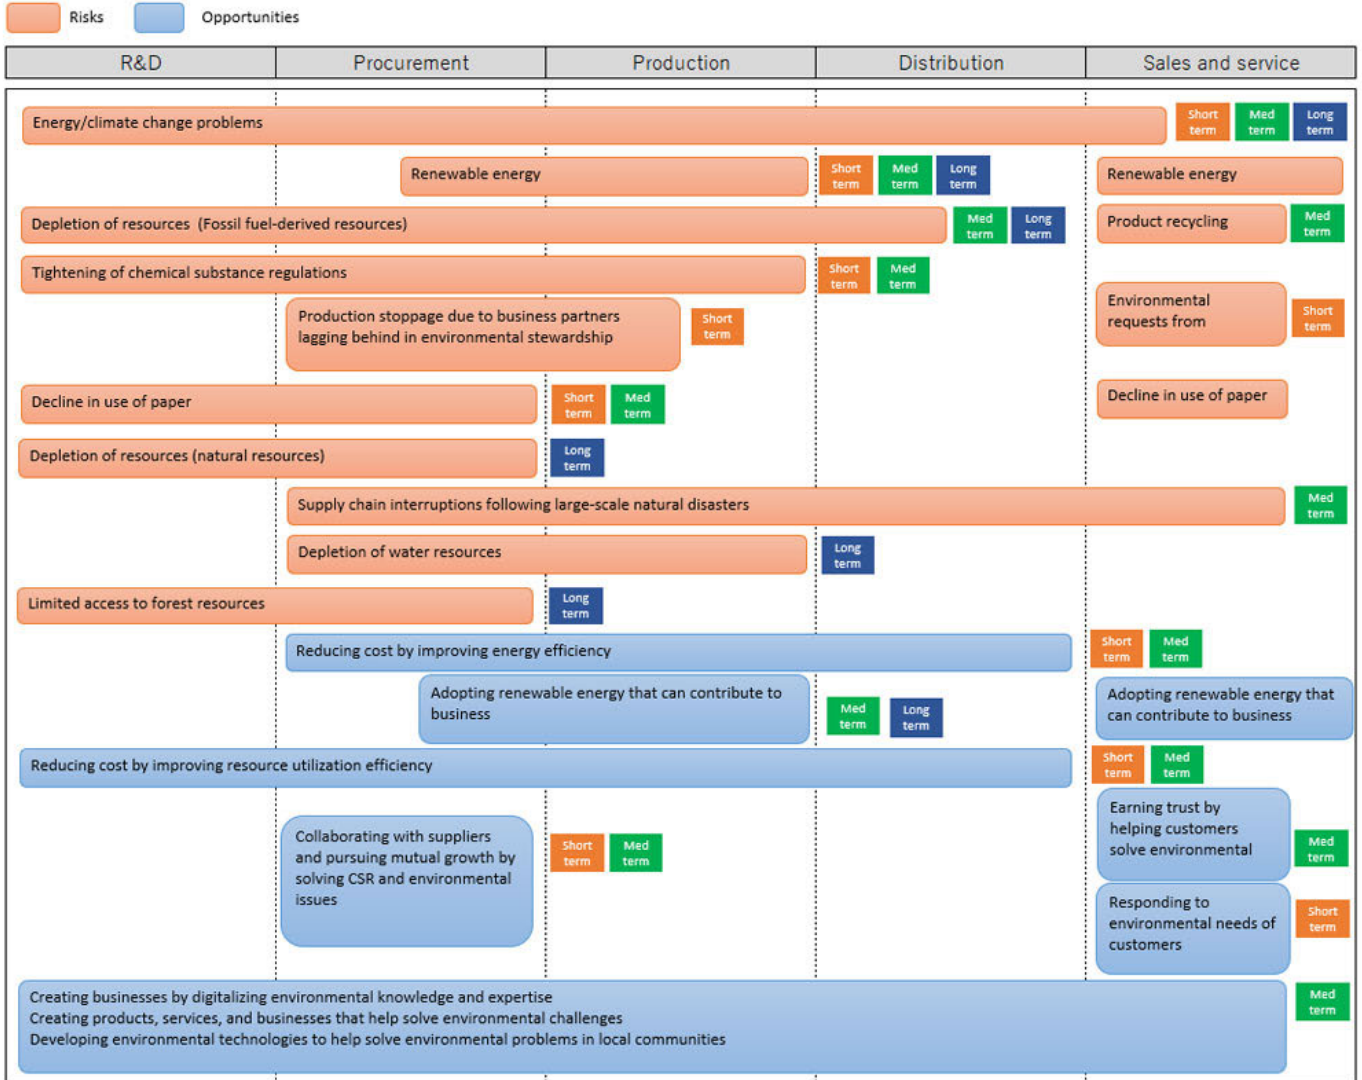 Risks
Opportunities
R&D
Procurement
Production
Distribution
Sales and service
Energy/climate change problems
Short
term
Med
term
Long
term
Renewable energy
Short
term
Med
term
Long
term
Renewable energy
Depletion of resources (Fossil fuel-derived resources)
Med
term
Long
term
Product recycling
Med
term
Tightening of chemical substance regulations
Short
term
Med
term
Production stoppage due to business partners
lagging behind in environmental stewardship
Short
term
Environmental
requests from
Short
term
Decline in use of paper
Short
term
Med
term
Decline in use of paper
Depletion of resources (natural resources)
Long
term
Supply chain interruptions following large-scale natural disasters
Med
term
Depletion of water resources
Long
term
Limited access to forest resources
Long
term
Reducing cost by improving energy efficiency
Short
term
Med
term
Adopting renewable energy that can contribute to
business
Med
term
Long
term
Adopting renewable energy that
can contribute to business
Reducing cost by improving resource utilization efficiency
Short
term
Med
term
Collaborating with suppliers
and pursuing mutual growth by
solving CSR and environmental
issues
Short
term
Med
term
Earning trust by
helping customers
solve environmental
Med
term
Responding to
environmental needs of
customers
Short
term
Creating businesses by digitalizing environmental knowledge and expertise
Creating products, services, and businesses that help solve environmental challenges
Developing environmental technologies to help solve environmental problems in local communities
Med
term